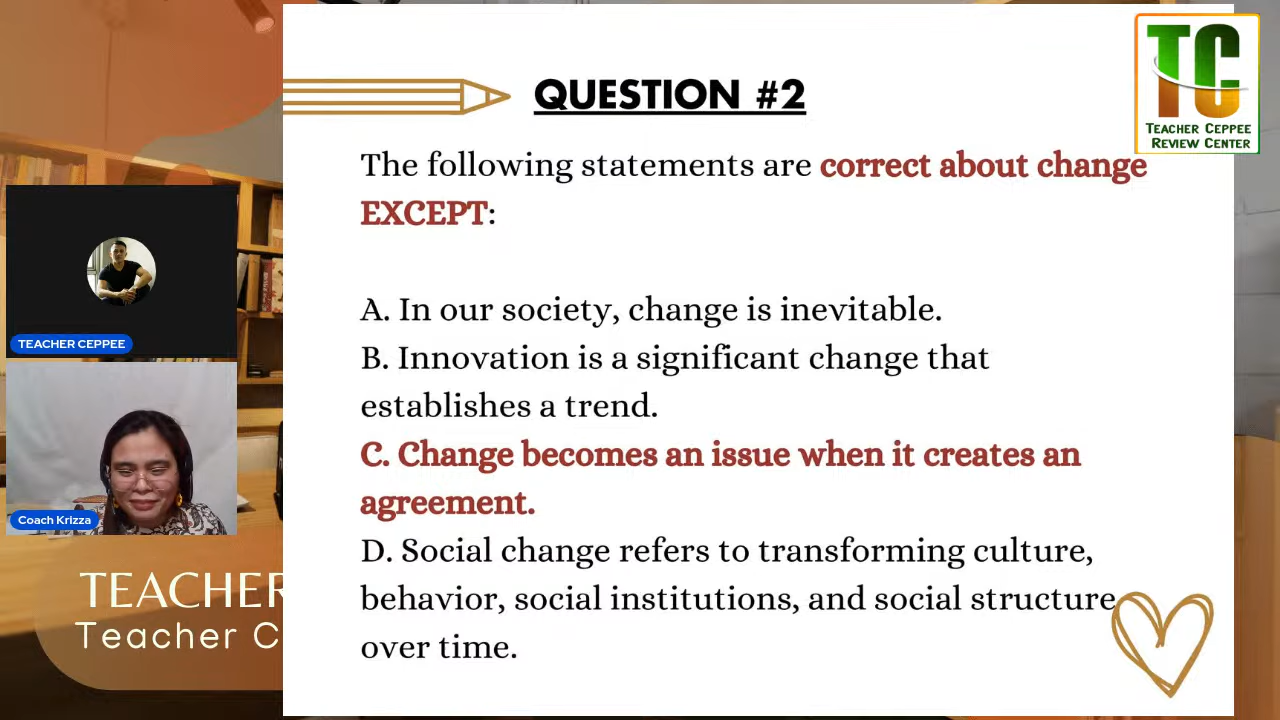 QUESTION #2
TC
TEACHER CEPPEE
REVIEW CENTER
The following statements are correct about change
EXCEPT:
A. In our society, change is inevitable.
B. Innovation is a significant change that
establishes a trend.
C. Change becomes an issue when it creates an
agreement.
D. Social change refers to transforming culture,
behavior, social institutions, and social structure
over time.
TEACHER CEPPEE
Coach Krizza
TEACHER
Teacher C